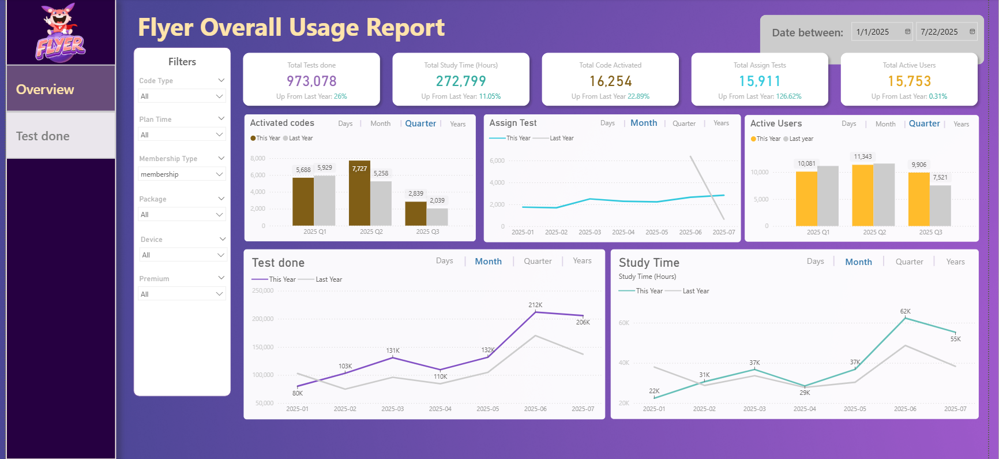 FLYER
Flyer Overall Usage Report
Date between: 1/1/2025 7/22/2025
Overview
Test done
Filters
Code Type
All
Plan Time
All
Membership Type
membership
Package
All
Device
All
Premium
All
Total Tests done
973,078
Up From Last Year: 26%
Total Study Time (Hours)
272,799
Up From Last Year: 11.05%
Total Code Activated
16,254
Up From Last Year 22.89%
Total Assign Tests
15,911
Up From Last Year: 126.62%
Total Active Users
15,753
Up From Last Year: 0.31%
Activated codes Days | Month | Quarter | Years
This Year Last Year
8,000
6,000
4,000
2,000
0
5,688 5,929
7,727 5,258
2,839 2,039
2025 Q1 2025 Q2 2025 Q3
Assign Test Days | Month | Quarter | Years
This Year Last Year
6,000
4,000
2,000
0
2025-01 2025-02 2025-03 2025-04 2025-05 2025-06 2025-07
Active Users Days | Month | Quarter | Years
This Year Last year
10,000
5,000
0
10,081 11,343 9,906 7,521
2025 Q1 2025 Q2 2025 Q3
Test done Days | Month | Quarter | Years
This Year Last Year
250,000
200,000
150,000
100,000
50,000
80K 103K 131K 110K 132K 212K 206K
2025-01 2025-02 2025-03 2025-04 2025-05 2025-06 2025-07
Study Time Days | Month | Quarter | Years
Study Time (Hours)
This Year Last Year
60K
40K
20K
22K 31K 37K 29K 37K 62K 55K
2025-01 2025-02 2025-03 2025-04 2025-05 2025-06 2025-07